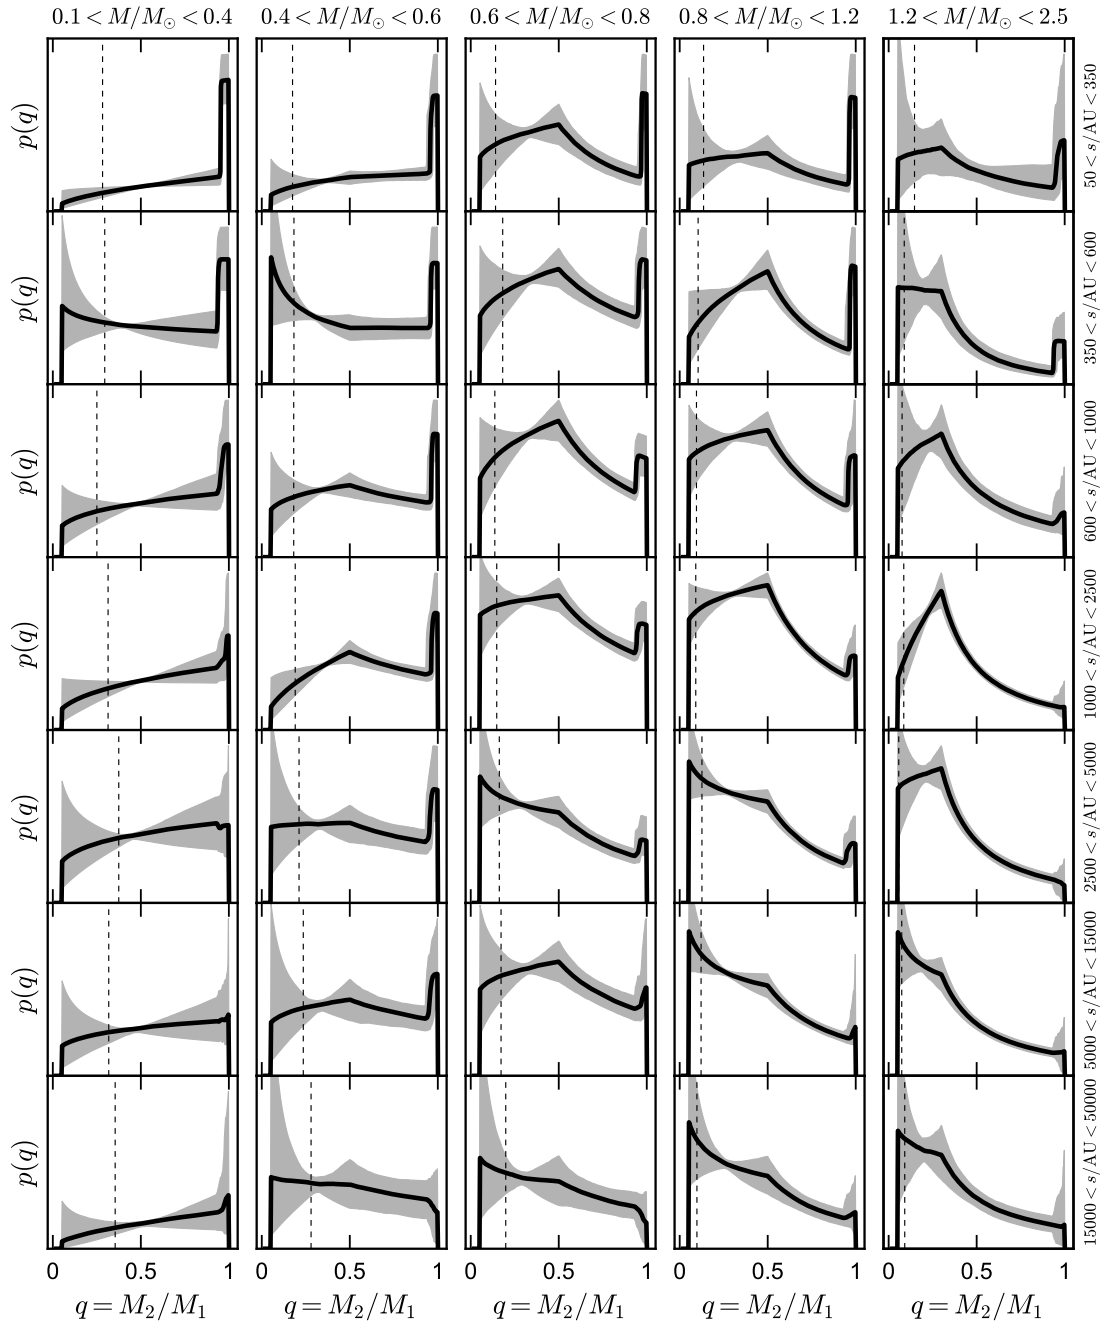 0.1 < M/M⊙ < 0.4 0.4 < M/M⊙ < 0.6 0.6 < M/M⊙ < 0.8 0.8 < M/M⊙ < 1.2 1.2 < M/M⊙ < 2.5
p(q) 50 < s/AU < 350
p(q) 350 < s/AU < 600
p(q) 600 < s/AU < 1000
p(q) 1000 < s/AU < 2500
p(q) 2500 < s/AU < 5000
p(q) 5000 < s/AU < 15000
p(q) 15000 < s/AU < 50000
0 0.5 1 0 0.5 1 0 0.5 1 0 0.5 1 0 0.5 1
q = M₂/M₁ q = M₂/M₁ q = M₂/M₁ q = M₂/M₁ q = M₂/M₁